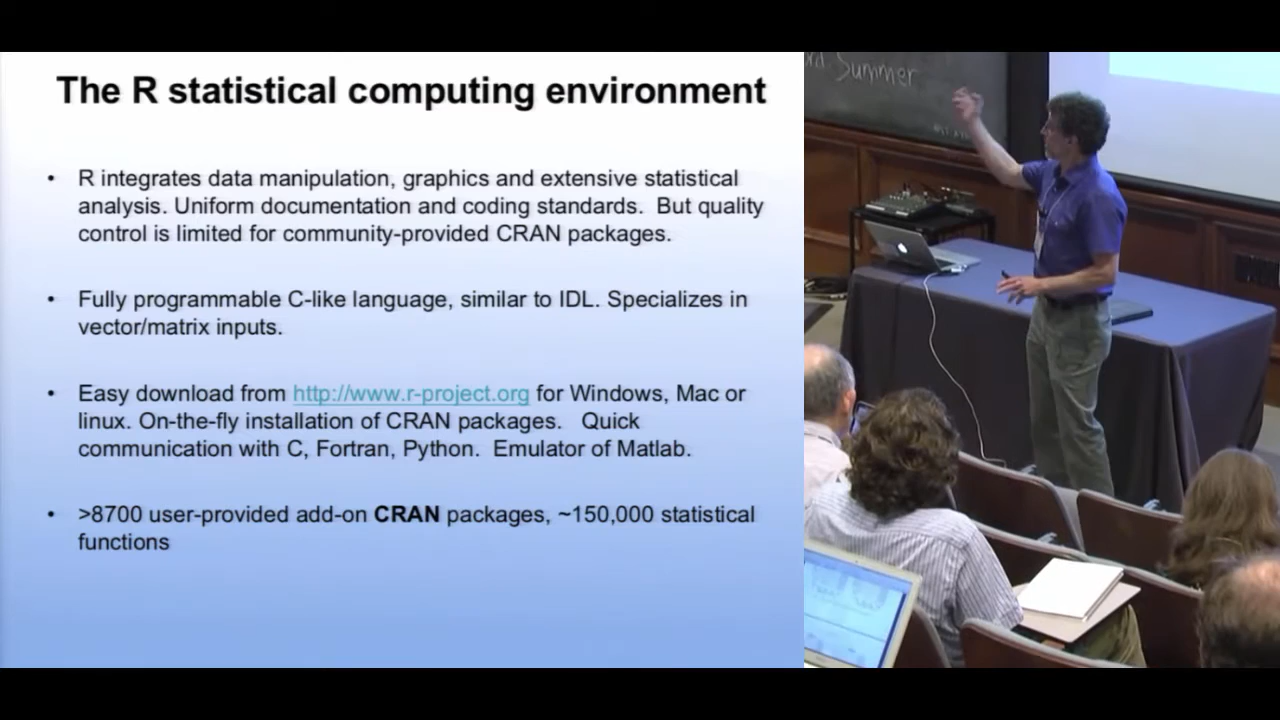 The R statistical computing environment
• R integrates data manipulation, graphics and extensive statistical
analysis. Uniform documentation and coding standards. But quality
control is limited for community-provided CRAN packages.
• Fully programmable C-like language, similar to IDL. Specializes in
vector/matrix inputs.
• Easy download from http://www.r-project.org for Windows, Mac or
linux. On-the-fly installation of CRAN packages. Quick
communication with C, Fortran, Python. Emulator of Matlab.
• >8700 user-provided add-on CRAN packages, ~150,000 statistical
functions
Summer